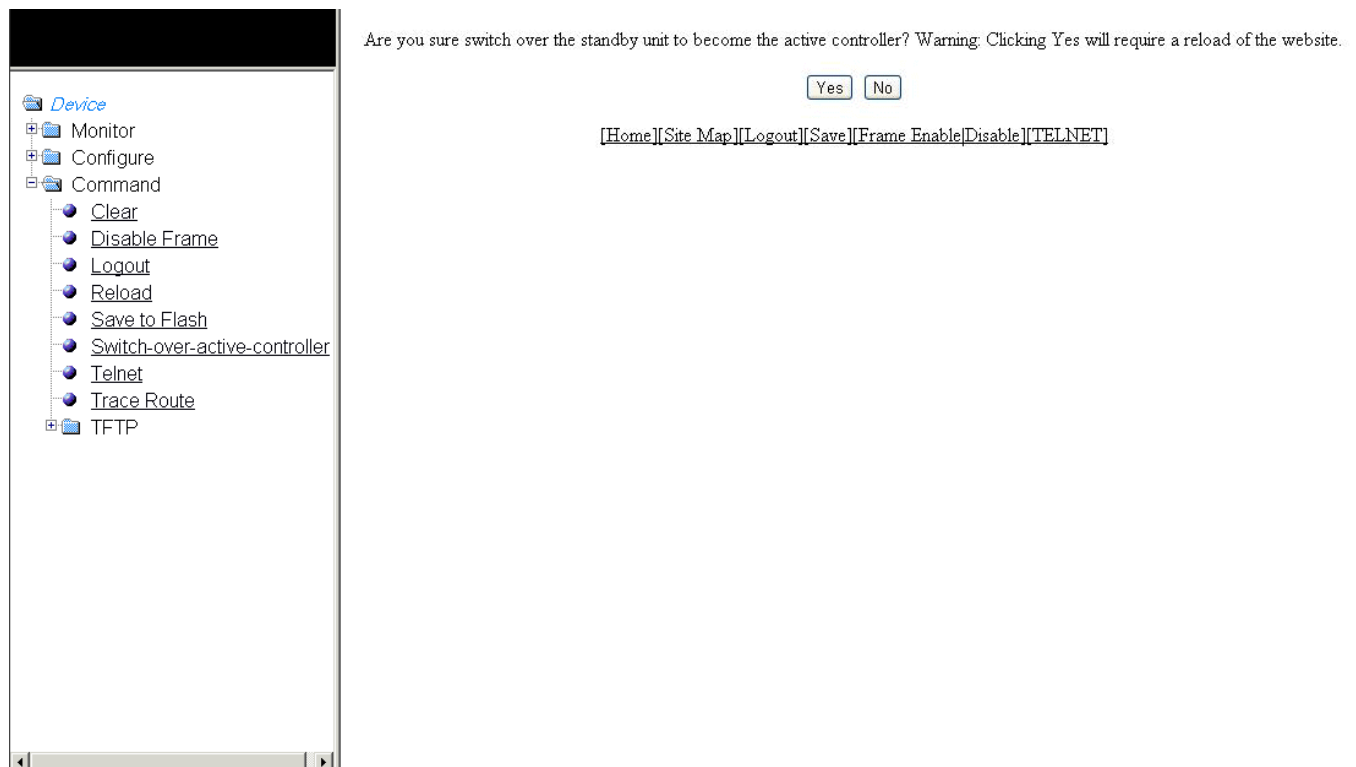 Device
Monitor
Configure
Command
Clear
Disable Frame
Logout
Reload
Save to Flash
Switch-over-active-controller
Telnet
Trace Route
TFTP
Are you sure switch over the standby unit to become the active controller? Warning: Clicking Yes will require a reload of the website.
Yes No
[Home][Site Map][Logout][Save][Frame Enable|Disable][TELNET]